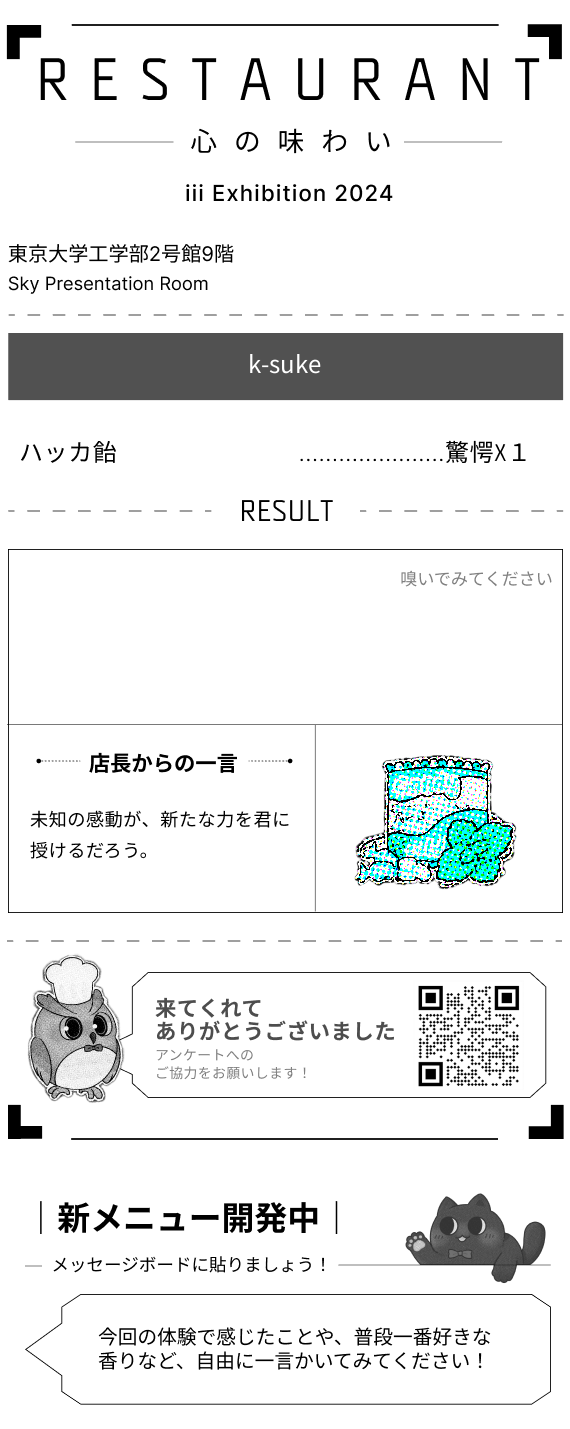 RESTAURANT
心の味わい
iii Exhibition 2024
東京大学工学部2号館9階
Sky Presentation Room
k-suke
ハッカ飴 ......................驚愕X１
RESULT
嗅いでみてください
店長からの一言
未知の感動が、新たな力を君に
授けるだろう。
Candy
来てくれて
ありがとうございました
アンケートへの
ご協力をお願いします！
新メニュー開発中
メッセージボードに貼りましょう！
今回の体験で感じたことや、普段一番好きな
香りなど、自由に一言かいてみてください！